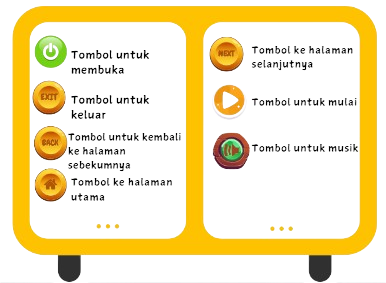 Tombol untuk
membuka
EXIT
Tombol untuk
keluar
BACK
Tombol untuk kembali
ke halaman
sebekumnya
Tombol ke halaman
utama
NEXT
Tombol ke halaman
selanjutnya
Tombol untuk mulai
Tombol untuk musik